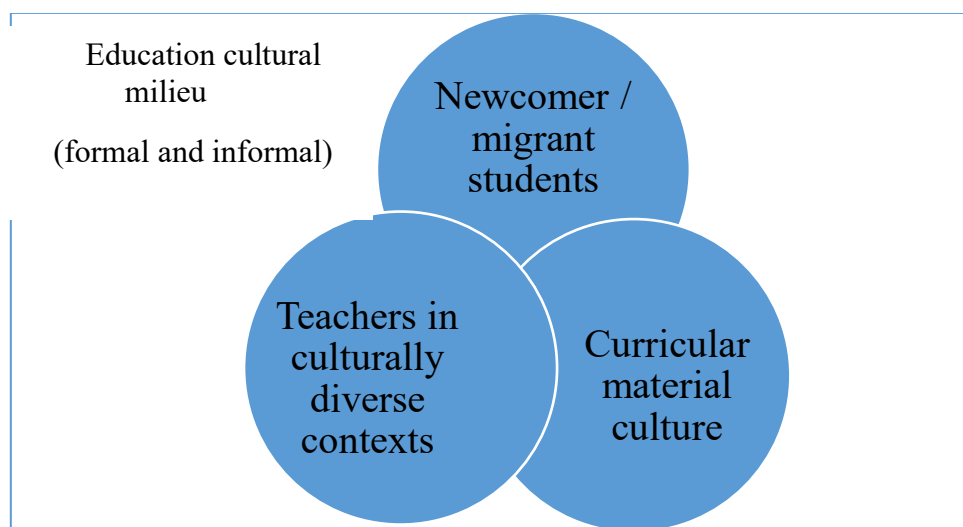 Education cultural
milieu
(formal and informal)
Newcomer /
migrant
students
Teachers in
culturally
diverse
contexts
Curricular
material
culture